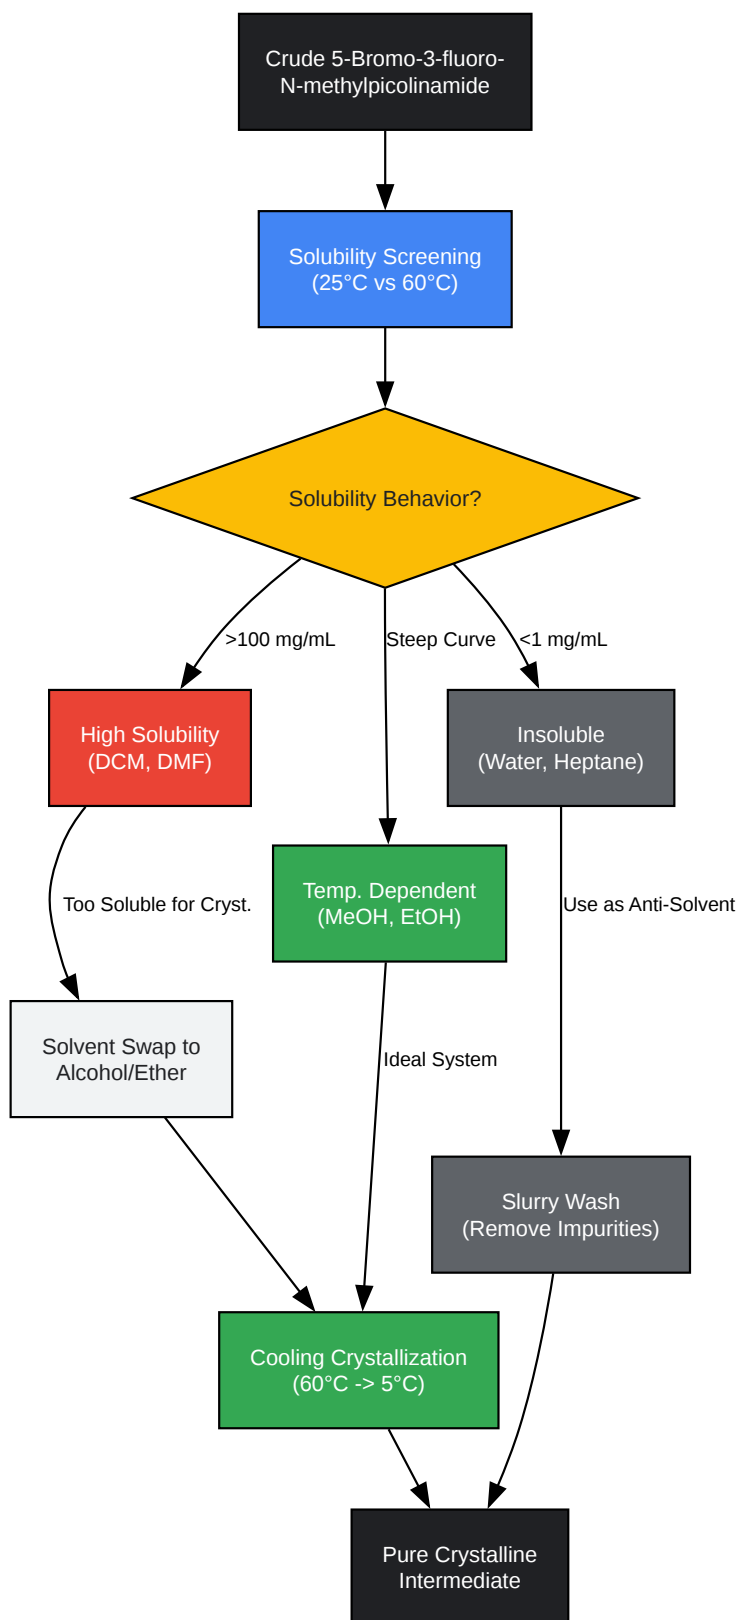 Crude 5-Bromo-3-fluoro-
N-methylpicolinamide
Solubility Screening
(25°C vs 60°C)
Solubility Behavior?
>100 mg/mL
Steep Curve
<1 mg/mL
High Solubility
(DCM, DMF)
Insoluble
(Water, Heptane)
Temp. Dependent
(MeOH, EtOH)
Too Soluble for Cryst.
Use as Anti-Solvent
Solvent Swap to
Alcohol/Ether
Ideal System
Slurry Wash
(Remove Impurities)
Cooling Crystallization
(60°C -> 5°C)
Pure Crystalline
Intermediate